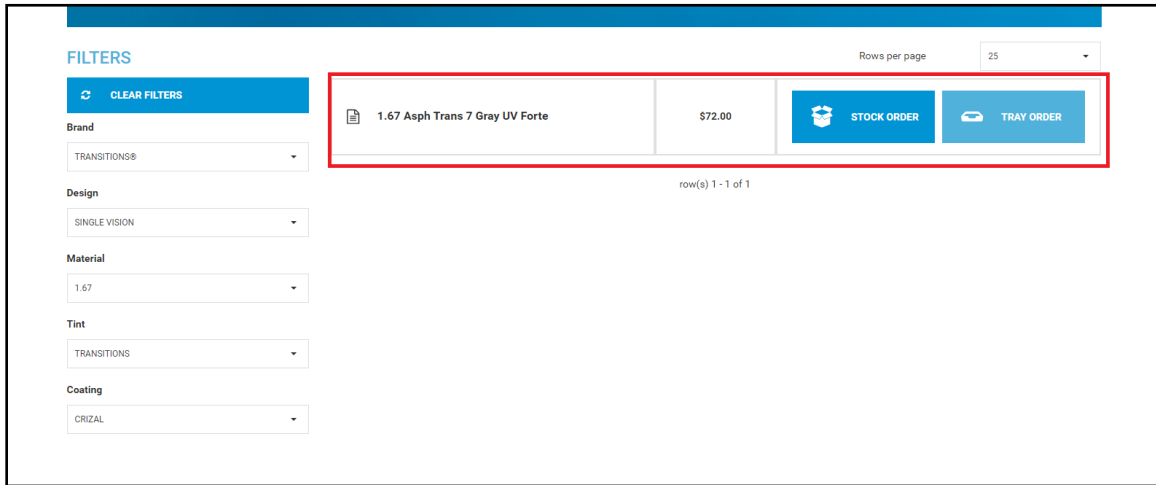 FILTERS
CLEAR FILTERS
Brand
TRANSITIONS®
Design
SINGLE VISION
Material
1.67
Tint
TRANSITIONS
Coating
CRIZAL
Rows per page 25
1.67 Asph Trans 7 Gray UV Forte $72.00 STOCK ORDER TRAY ORDER
row(s) 1 - 1 of 1